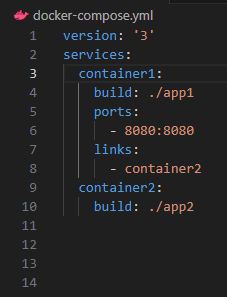 docker-compose.yml
1 version: '3'
2 services:
3   container1:
4     build: ./app1
5     ports:
6       - 8080:8080
7     links:
8       - container2
9   container2:
10     build: ./app2
11
12
13
14